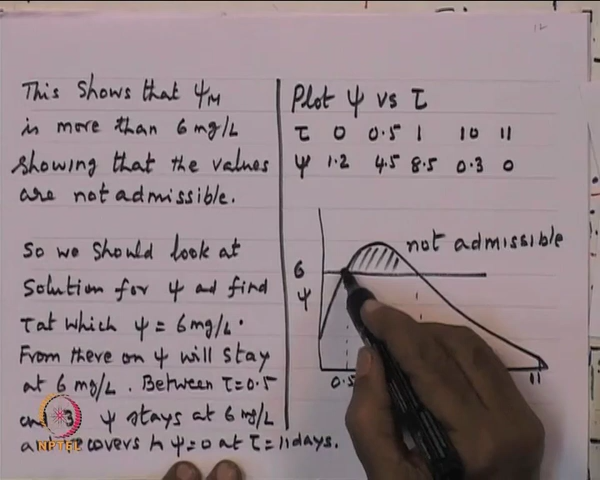 12
This shows that ψM
is more than 6 mg/L
showing that the values
are not admissible.
So we should look at
Solution for ψ ad find
τ at which ψ = 6 mg/L.
From there on ψ will stay
at 6 mg/L. Between τ=0.5
and 3 ψ stays at 6 mg/L
ψ=0 at τ=11 days.
Plot ψ vs τ
τ 0 0.5 1 10 11
ψ 1.2 4.5 8.5 0.3 0
not admissible
6
ψ
0.5
11
NPTEL